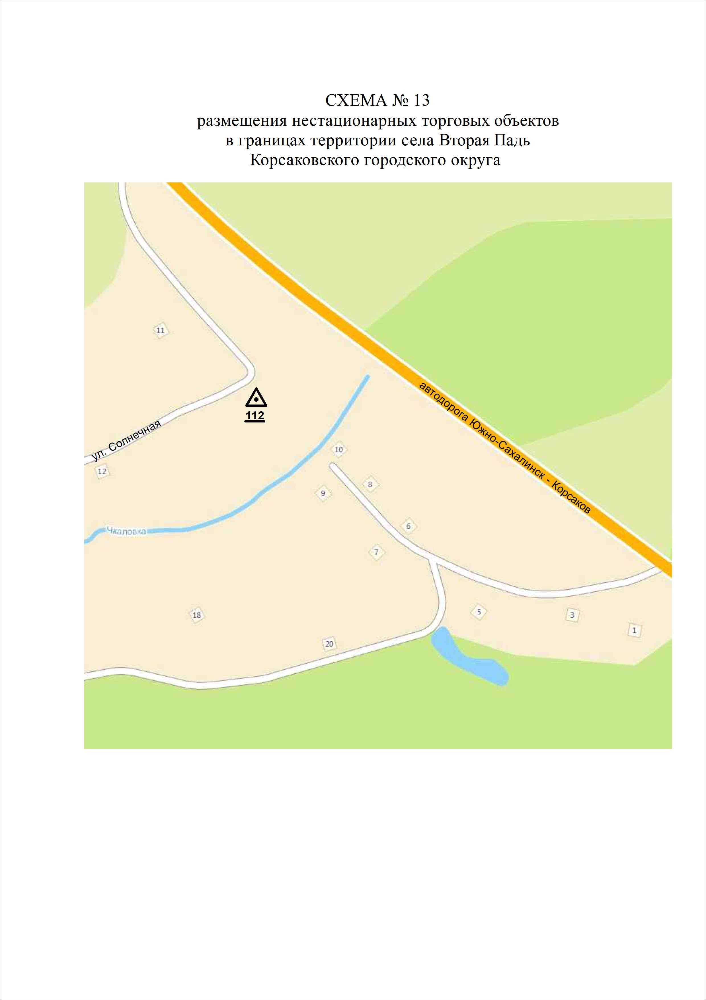 СХЕМА № 13
размещения нестационарных торговых объектов
в границах территории села Вторая Падь
Корсаковского городского округа
11
автодорога Южно-Сахалинск - Корсаков
112
ул. Солнечная
10
12
8
9
Чкаловка
6
7
5
18
3
1
20